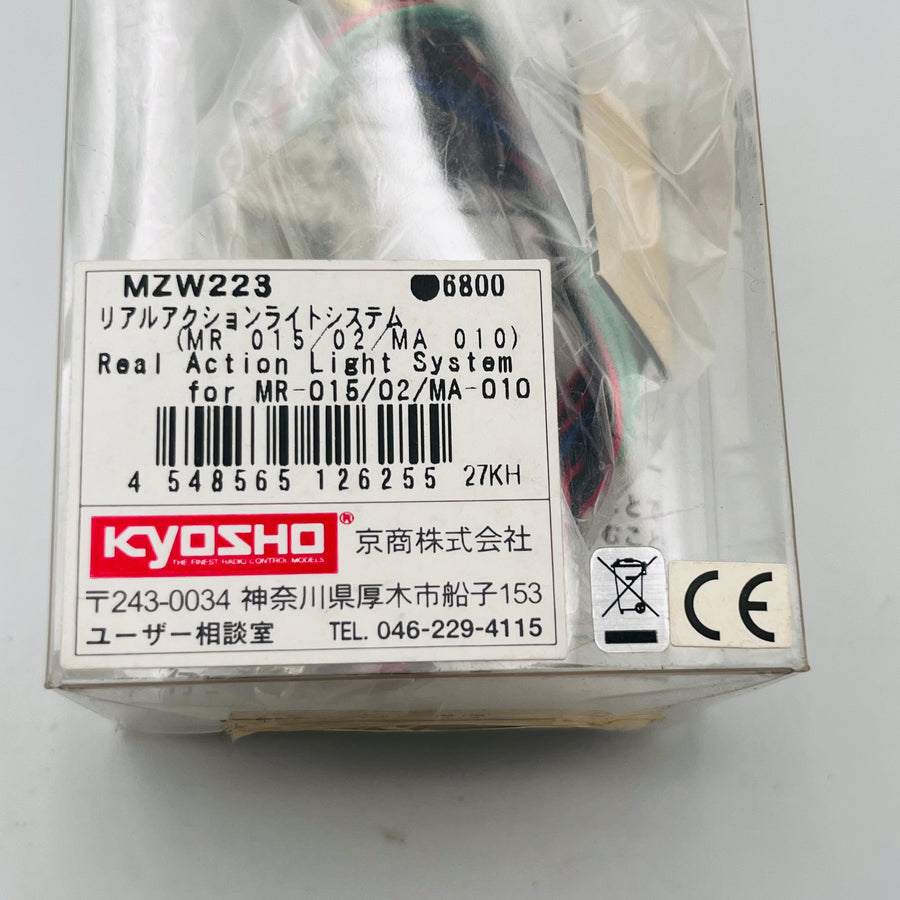 MZW223 ●6800
リアルアクションライトシステム
(MR 015/02/MA 010)
Real Action Light System
for MR-015/02/MA-010
4 548565 126255 27KH
KYOSHO®
THE FINEST RADIO CONTROL MODELS
京商株式会社
〒243-0034 神奈川県厚木市船子153
ユーザー相談室 TEL. 046-229-4115
CE